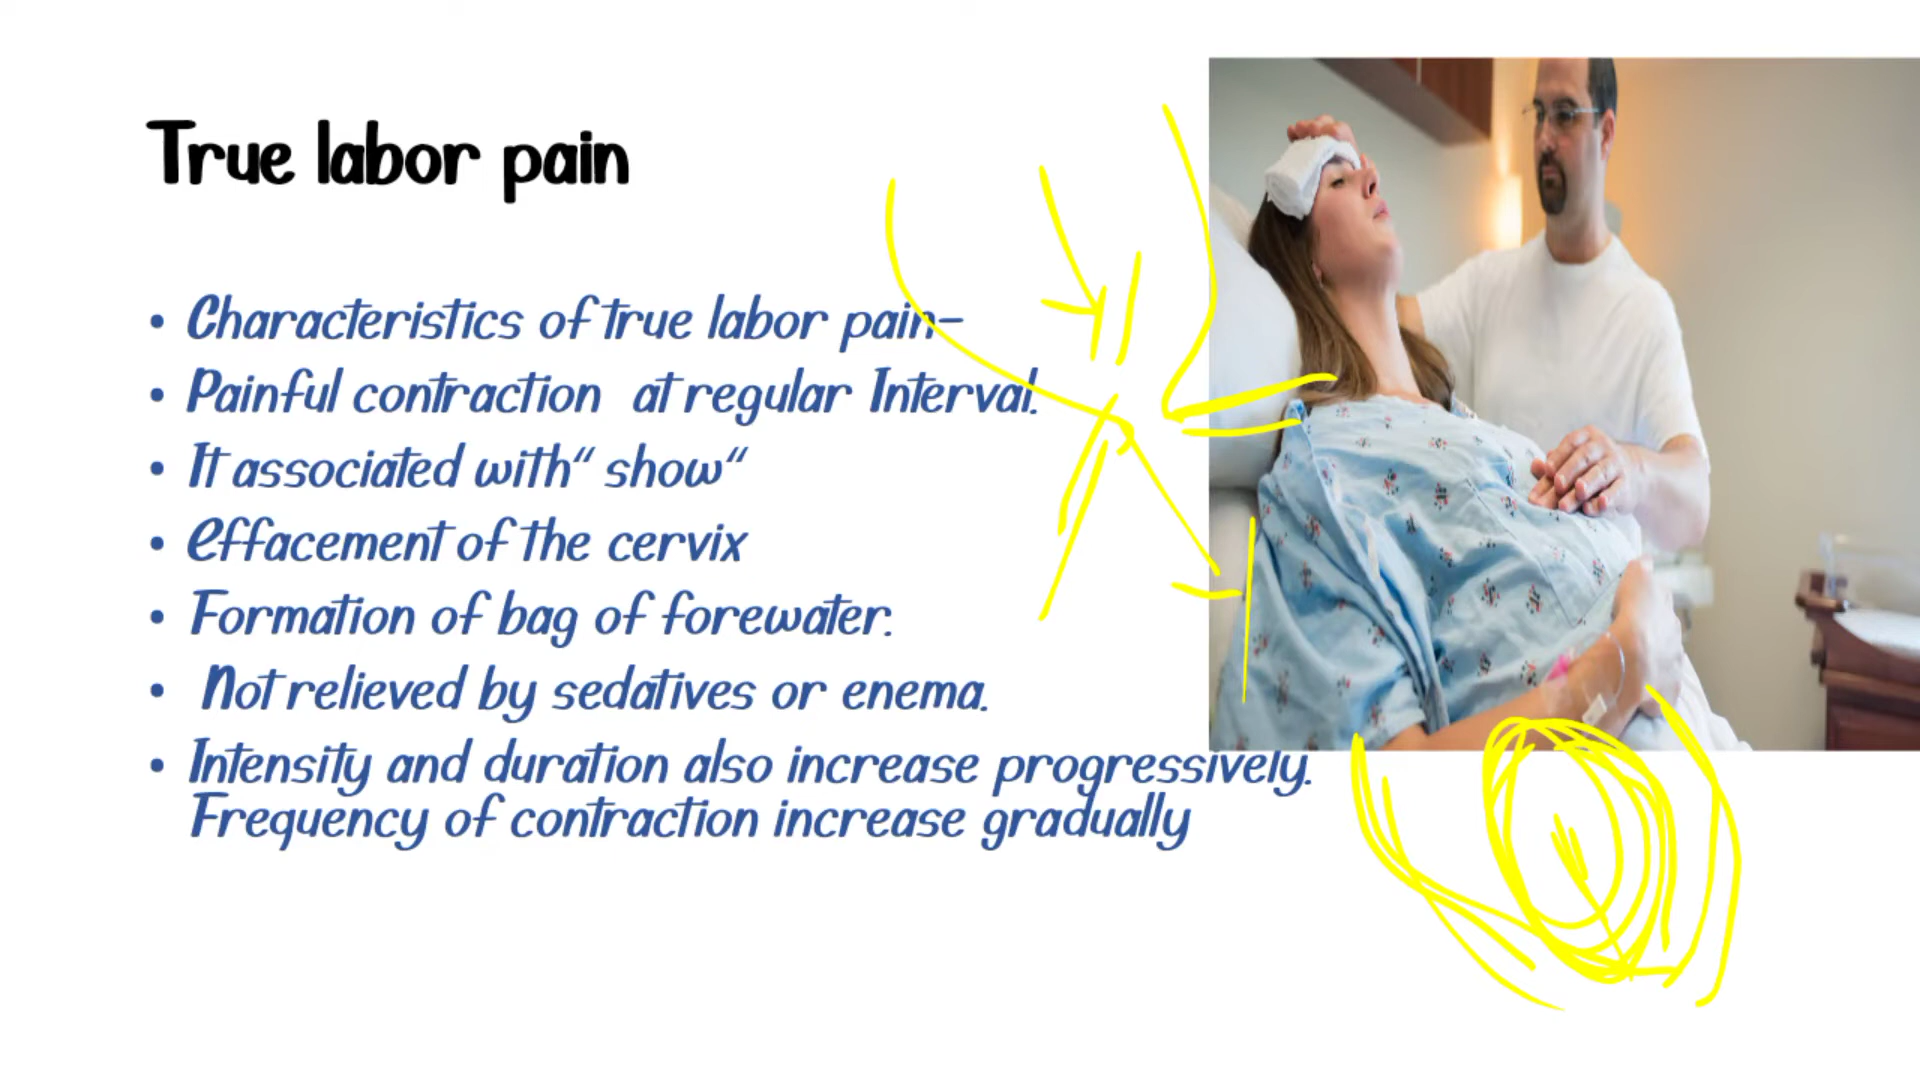 True labor pain
• Characteristics of true labor pain-
• Painful contraction at regular Interval.
• It associated with“ show“
• Effacement of the cervix
• Formation of bag of forewater.
• Not relieved by sedatives or enema.
• Intensity and duration also increase progressively.
Frequency of contraction increase gradually